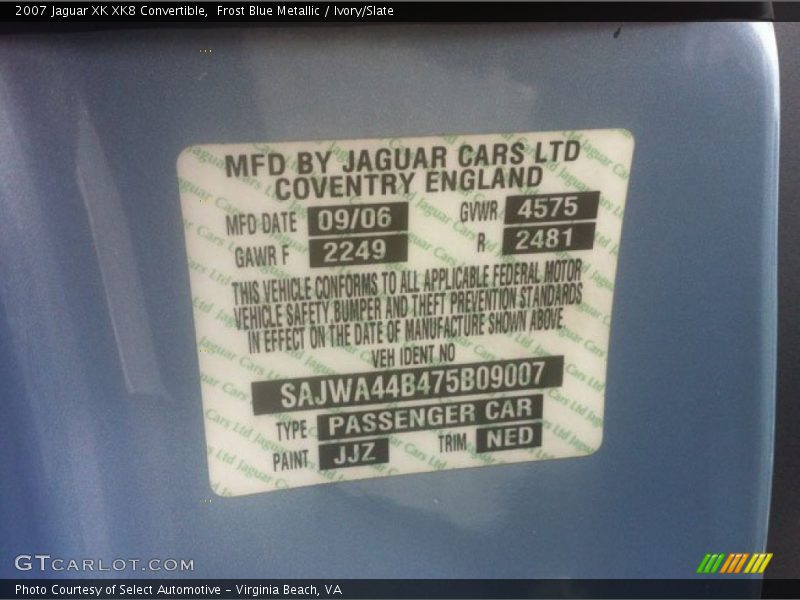 2007 Jaguar XK XK8 Convertible,  Frost Blue Metallic / Ivory/Slate
MFD BY JAGUAR CARS LTD
COVENTRY ENGLAND
MFD DATE 09/06 GVWR 4575
GAWR F 2249 R 2481
THIS VEHICLE CONFORMS TO ALL APPLICABLE FEDERAL MOTOR
VEHICLE SAFETY, BUMPER AND THEFT PREVENTION STANDARDS
IN EFFECT ON THE DATE OF MANUFACTURE SHOWN ABOVE
VEH IDENT NO
SAJWA44B475B09007
TYPE PASSENGER CAR
PAINT JJZ TRIM NED
GTCARLOT.COM
Photo Courtesy of Select Automotive - Virginia Beach, VA